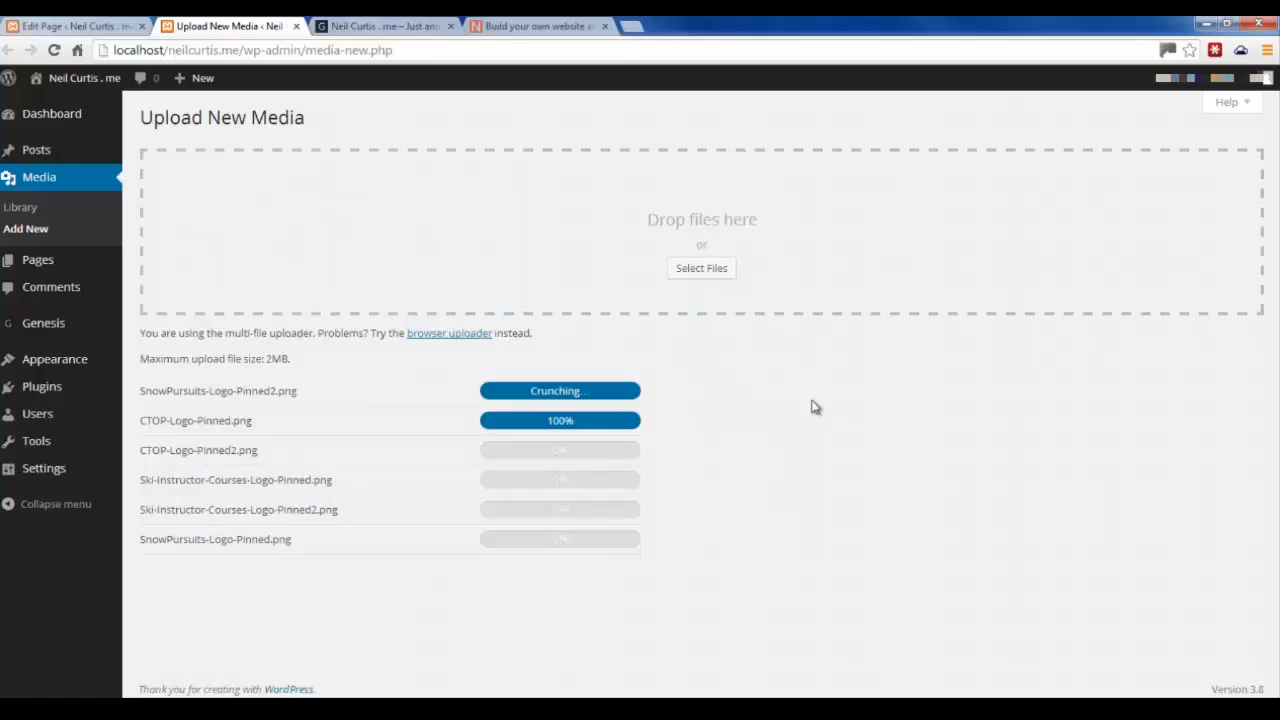 Edit Page ‹ Neil Curtis . m
Upload New Media ‹ Neil
Neil Curtis . me – Just an
Build your own website a
localhost/neilcurtis.me/wp-admin/media-new.php
Neil Curtis . me
0
New
Help
Dashboard
Posts
Media
Library
Add New
Pages
Comments
Genesis
Appearance
Plugins
Users
Tools
Settings
Collapse menu
Upload New Media
Drop files here
or
Select Files
You are using the multi-file uploader. Problems? Try the browser uploader instead.
Maximum upload file size: 2MB.
SnowPursuits-Logo-Pinned2.png Crunching…
CTOP-Logo-Pinned.png 100%
CTOP-Logo-Pinned2.png
Ski-Instructor-Courses-Logo-Pinned.png
Ski-Instructor-Courses-Logo-Pinned2.png
SnowPursuits-Logo-Pinned.png
Thank you for creating with WordPress.
Version 3.8